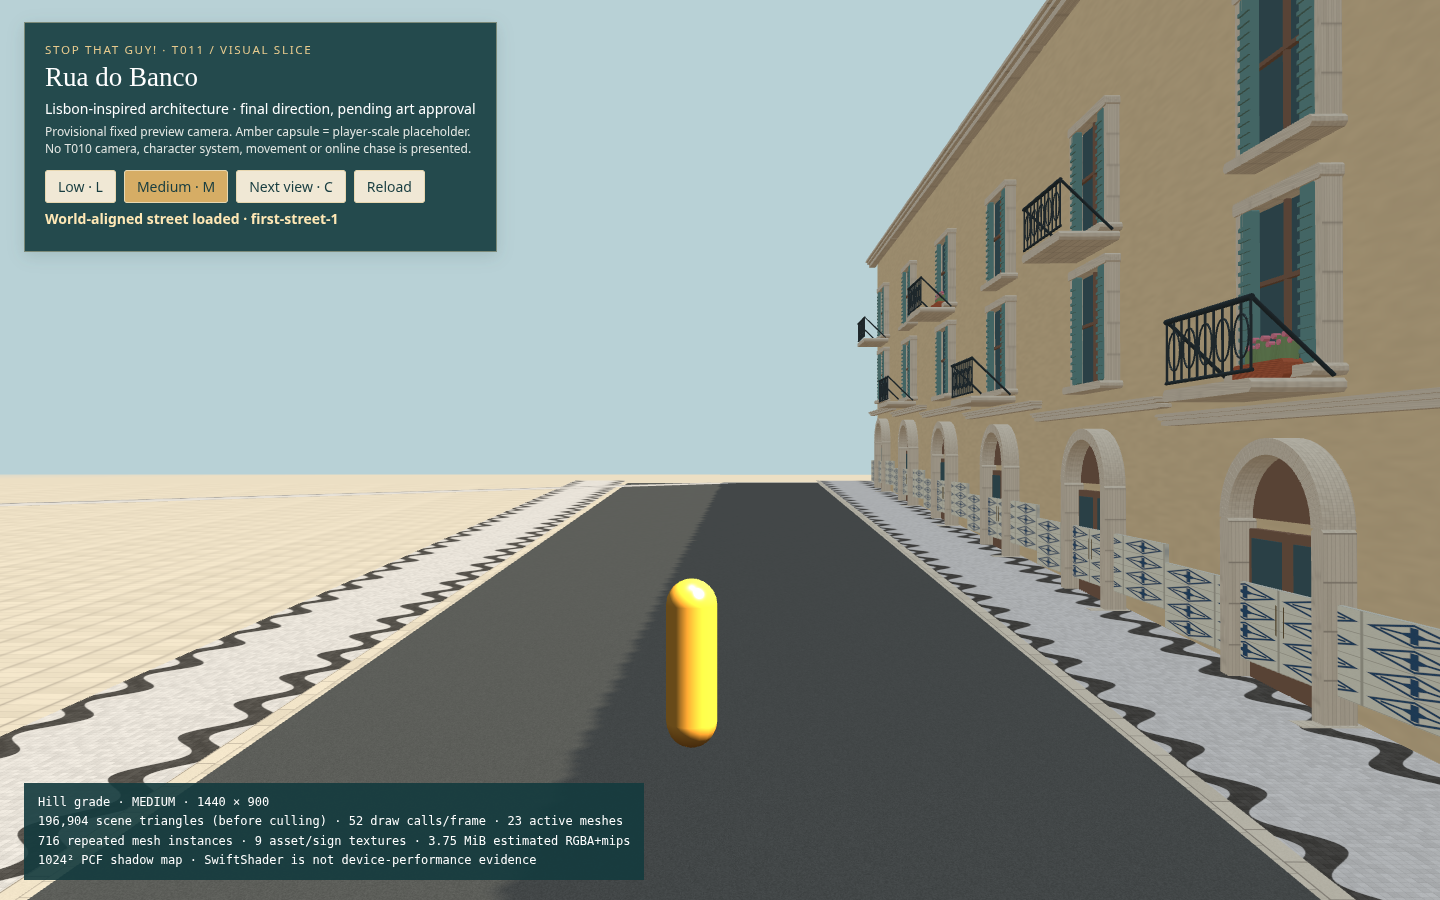 STOP THAT GUY! · T011 / VISUAL SLICE
Rua do Banco
Lisbon-inspired architecture · final direction, pending art approval
Provisional fixed preview camera. Amber capsule = player-scale placeholder.
No T010 camera, character system, movement or online chase is presented.
Low · L Medium · M Next view · C Reload
World-aligned street loaded · first-street-1
Hill grade · MEDIUM · 1440 × 900
196,904 scene triangles (before culling) · 52 draw calls/frame · 23 active meshes
716 repeated mesh instances · 9 asset/sign textures · 3.75 MiB estimated RGBA+mips
1024² PCF shadow map · SwiftShader is not device-performance evidence